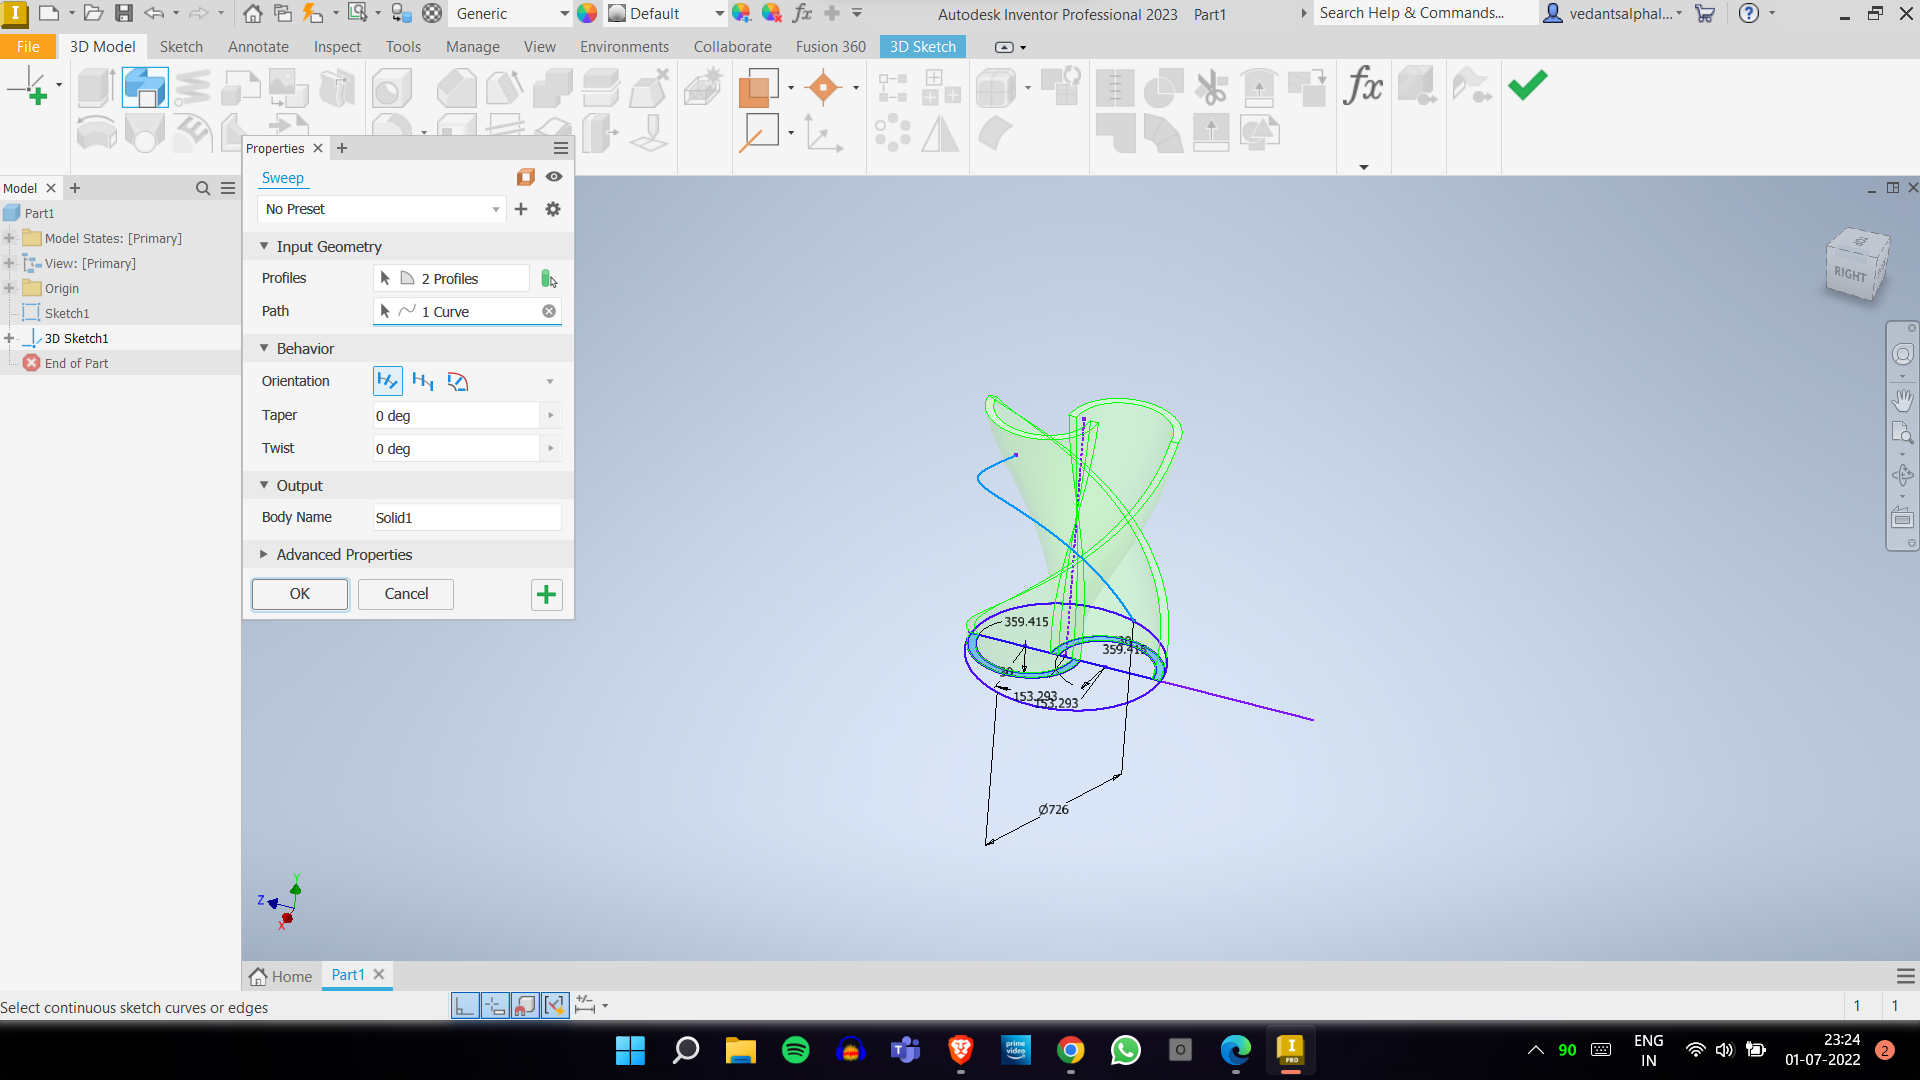 Generic
Default
Autodesk Inventor Professional 2023 Part1
Search Help & Commands...
vedantsalphal...
File
3D Model
Sketch
Annotate
Inspect
Tools
Manage
View
Environments
Collaborate
Fusion 360
3D Sketch
fx
Model
Part1
Model States: [Primary]
View: [Primary]
Origin
Sketch1
3D Sketch1
End of Part
Properties
Sweep
No Preset
Input Geometry
Profiles
2 Profiles
Path
1 Curve
Behavior
Orientation
Taper
0 deg
Twist
0 deg
Output
Body Name
Solid1
Advanced Properties
OK
Cancel
RIGHT
359.415
30
359.415
30
153.293
153.293
Ø726
Y
Z
X
Home
Part1
Select continuous sketch curves or edges
1 1
prime video
I
PRO
90
ENG
IN
23:24
01-07-2022
2